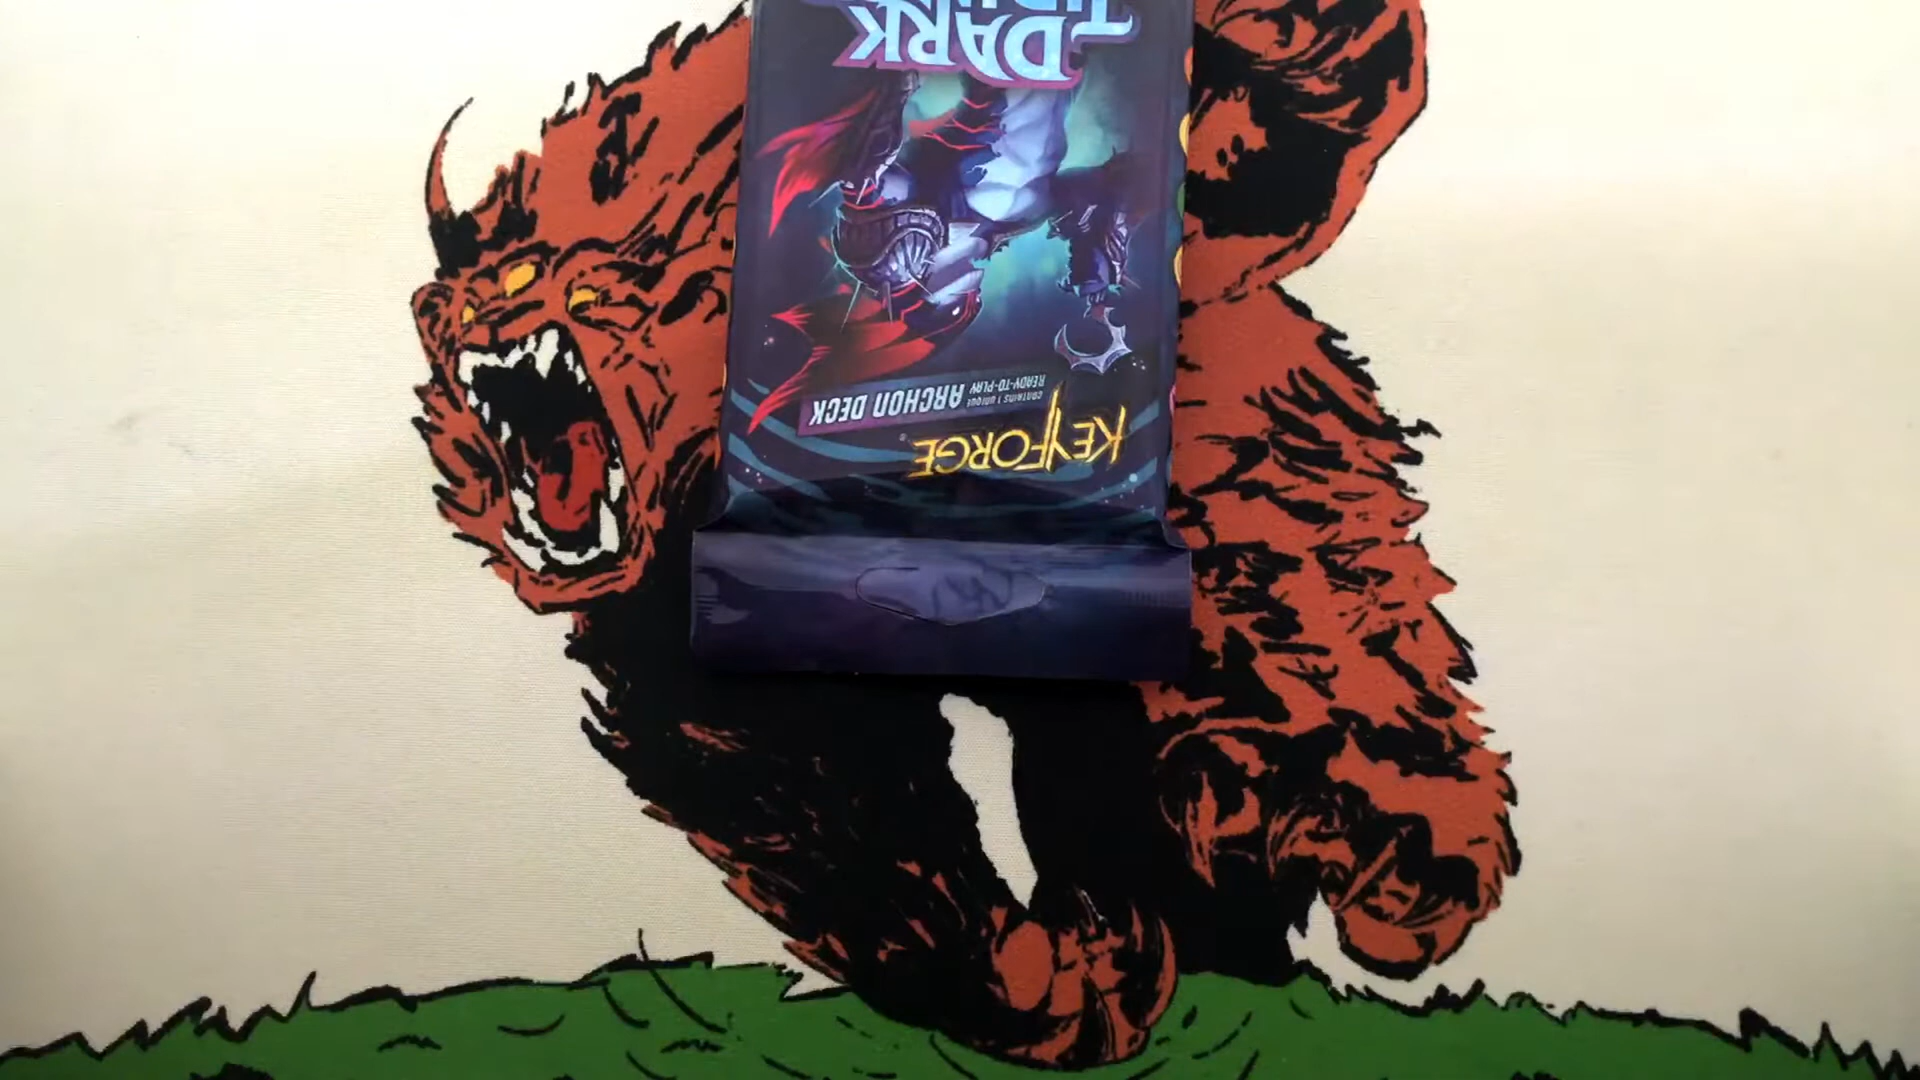 KEYFORGE
CONTAINS 1 UNIQUE
READY-TO-PLAY
ARCHON DECK
DARK